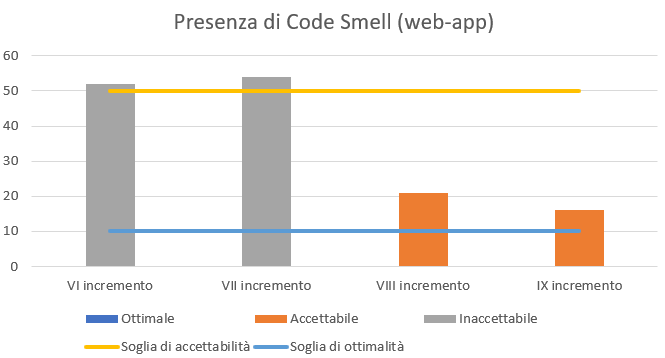 Presenza di Code Smell (web-app)
60
50
40
30
20
10
0
VI incremento VII incremento VIII incremento IX incremento
Ottimale Accettabile Inaccettabile
Soglia di accettabilità Soglia di ottimalità